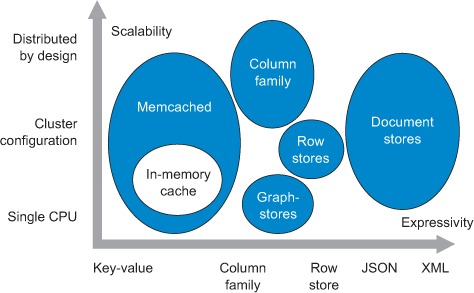 Distributed
by design
Scalability
Column
family
Memcached
Cluster
configuration
Document
stores
Row
stores
In-memory
cache
Graph-
stores
Single CPU
Expressivity
Key-value
Column
family
Row
store
JSON
XML